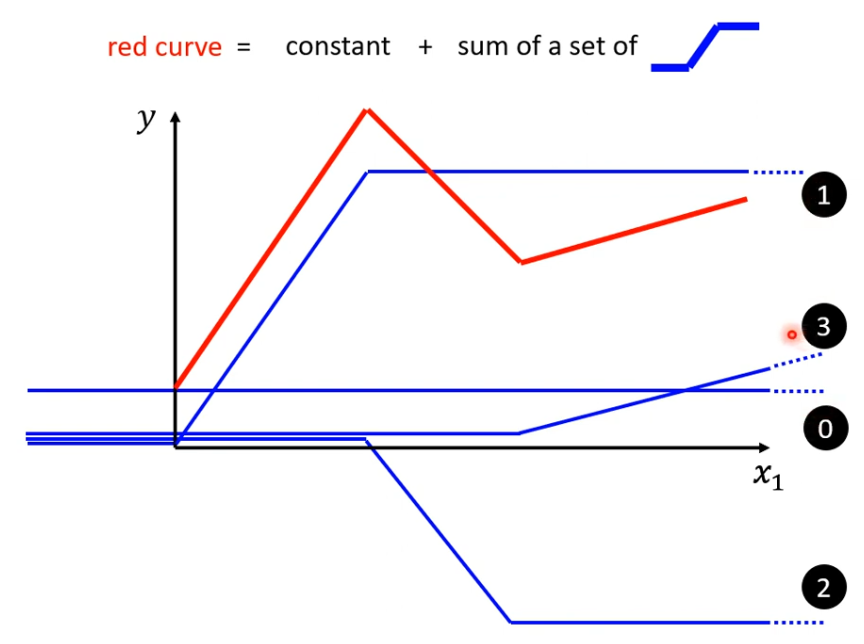 red curve = constant + sum of a set of
y
1
3
0
x₁
2